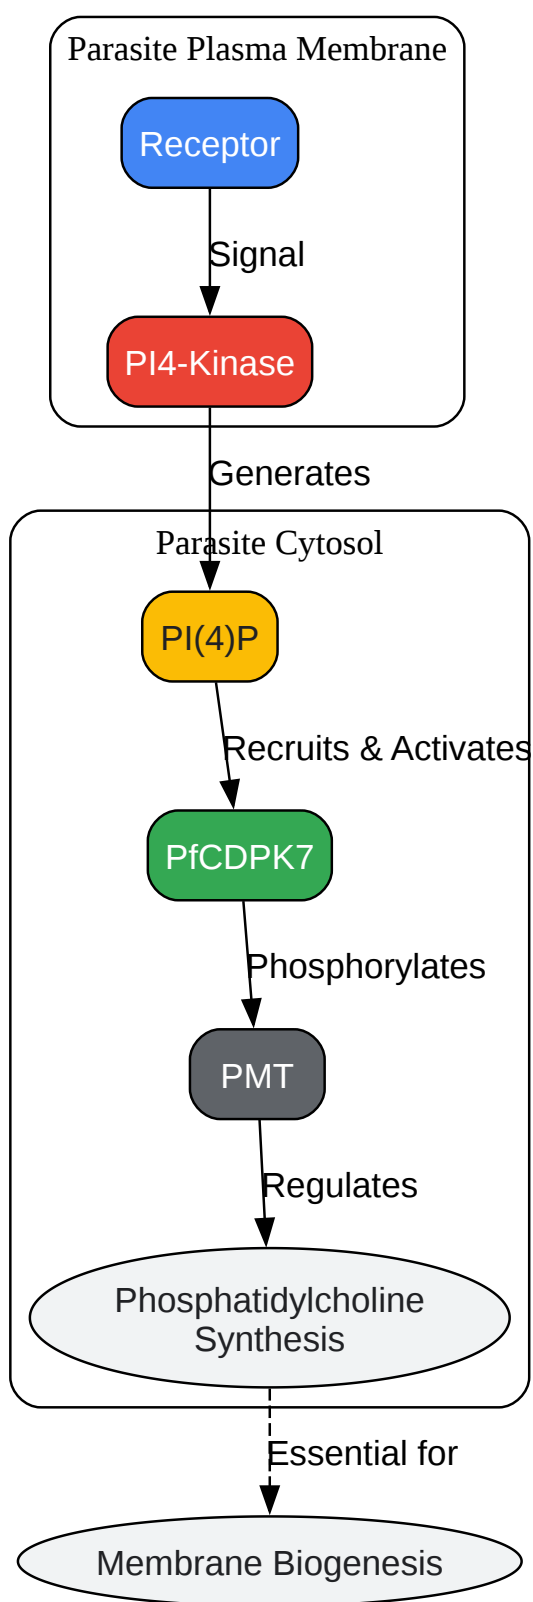 Parasite Plasma Membrane
Receptor
Signal
PI4-Kinase
Generates
Parasite Cytosol
PI(4)P
Recruits & Activates
PfCDPK7
Phosphorylates
PMT
Regulates
Phosphatidylcholine
Synthesis
Essential for
Membrane Biogenesis